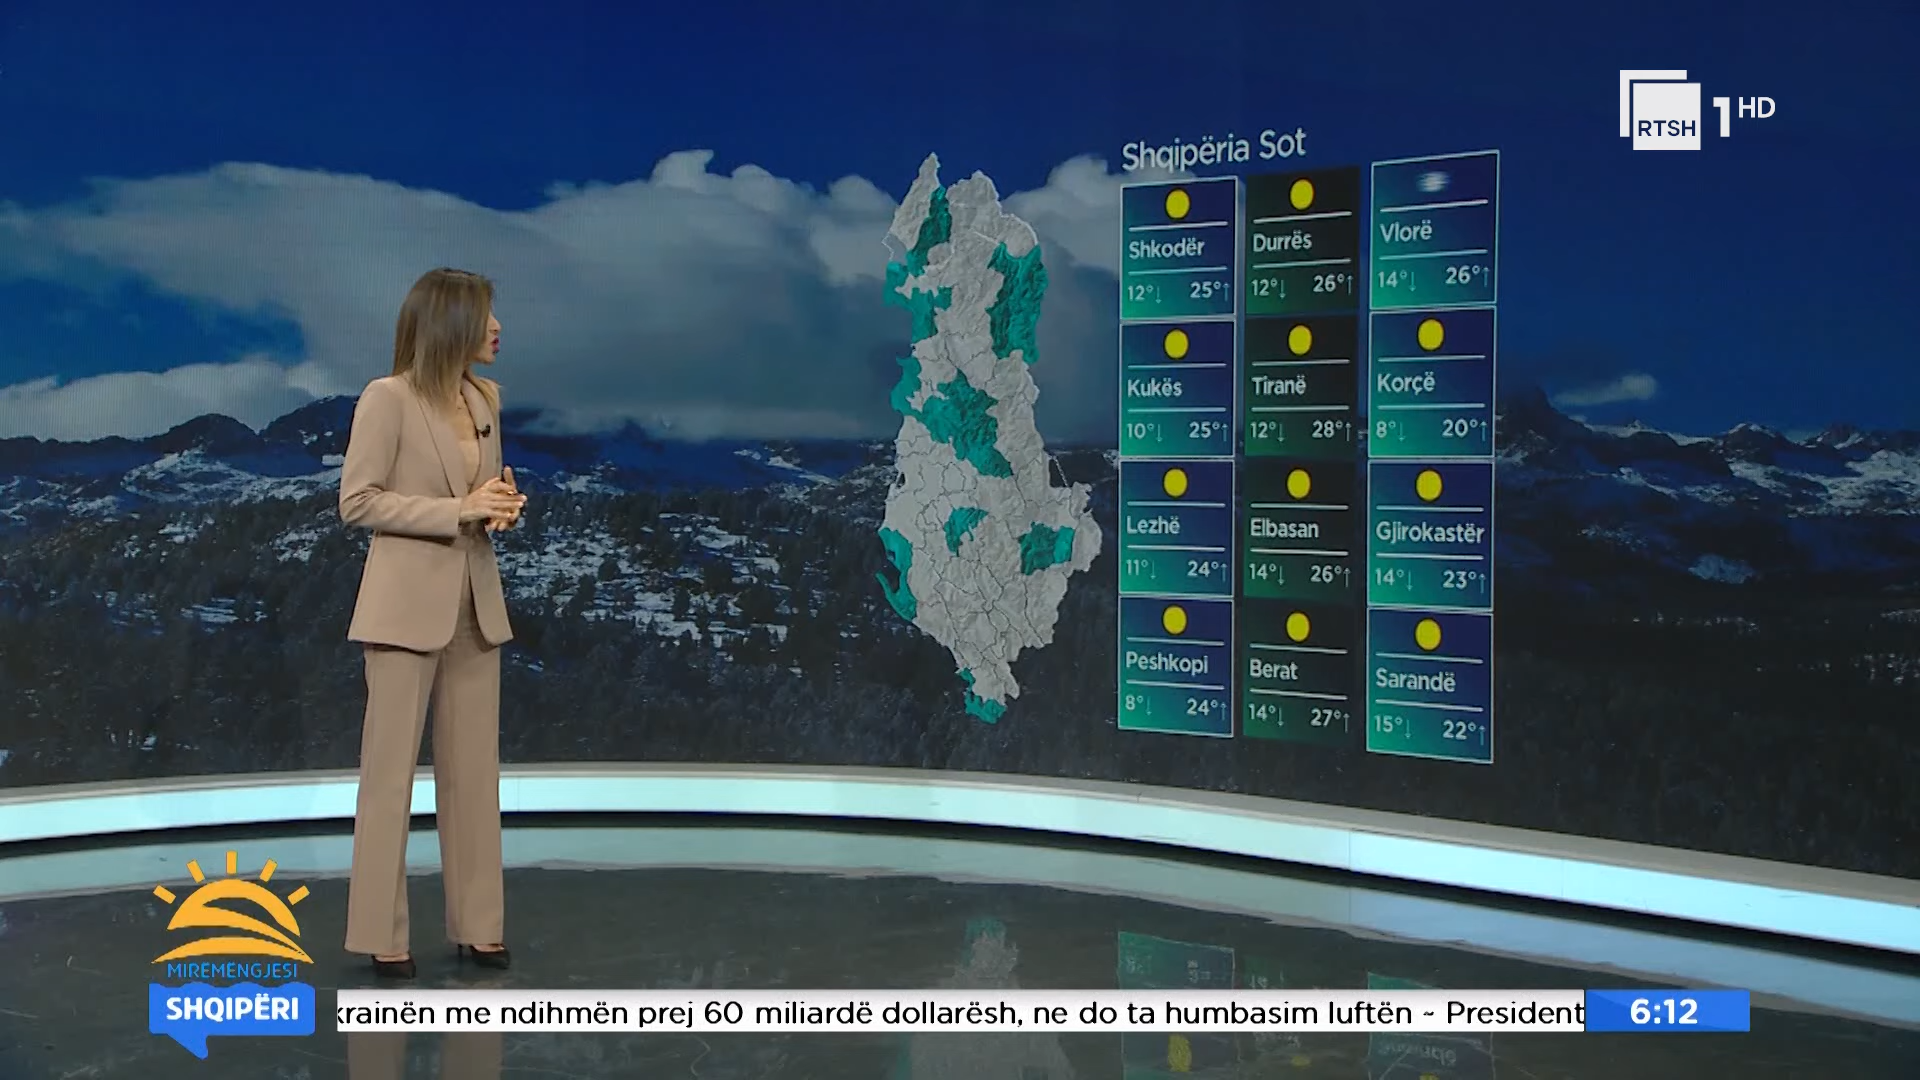 RTSH 1 HD
Shqipëria Sot
Shkodër
12°↓ 25°↑
Durrës
12°↓ 26°↑
Vlorë
14°↓ 26°↑
Kukës
10°↓ 25°↑
Tiranë
12°↓ 28°↑
Korçë
8°↓ 20°↑
Lezhë
11°↓ 24°↑
Elbasan
14°↓ 26°↑
Gjirokastër
14°↓ 23°↑
Peshkopi
8°↓ 24°↑
Berat
14°↓ 27°↑
Sarandë
15°↓ 22°↑
MIREMENGJESI
SHQIPËRI
krainën me ndihmën prej 60 miliardë dollarësh, ne do ta humbasim luftën ~ President
6:12